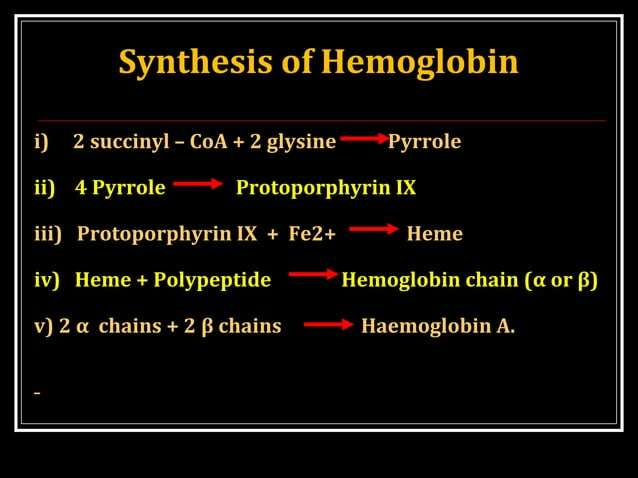 Synthesis of Hemoglobin
i) 2 succinyl – CoA + 2 glysine Pyrrole
ii) 4 Pyrrole Protoporphyrin IX
iii) Protoporphyrin IX + Fe2+ Heme
iv) Heme + Polypeptide Hemoglobin chain (α or β)
v) 2 α chains + 2 β chains Haemoglobin A.
-